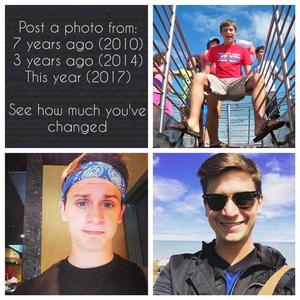 Post a photo from:
7 years ago (2010)
3 years ago (2014)
This year (2017)
See how much you've
changed